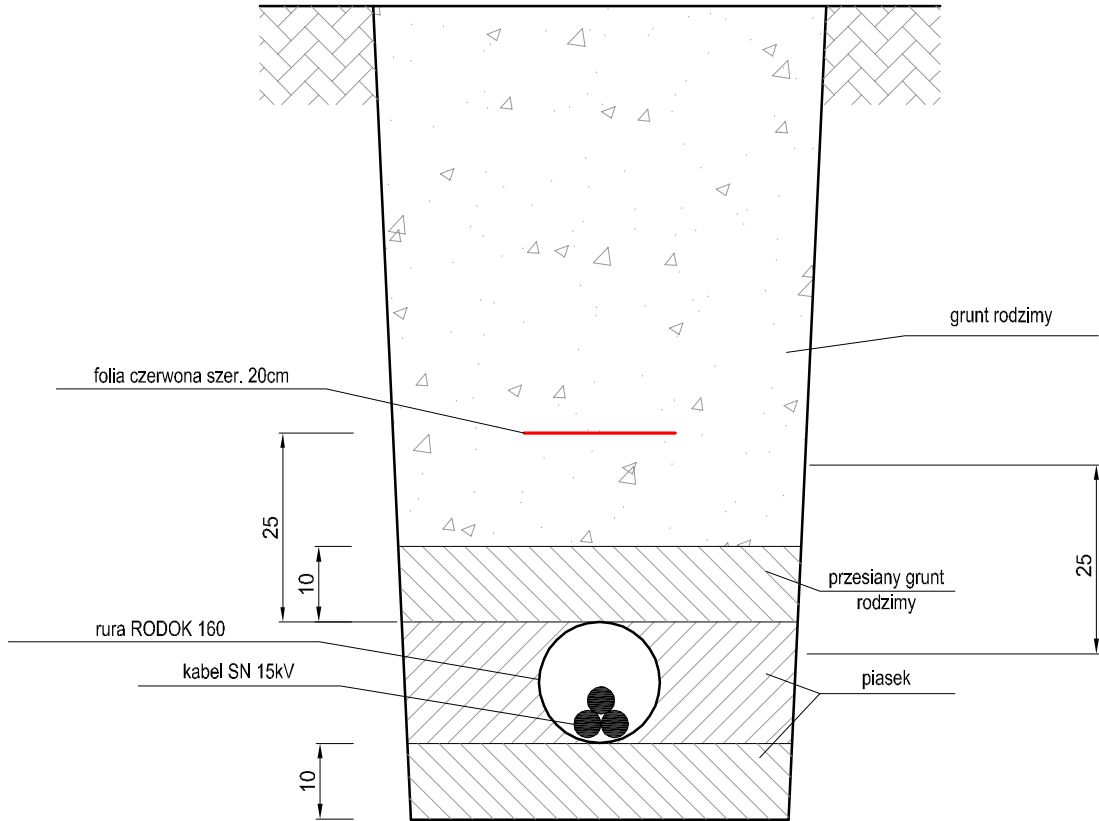 grunt rodzimy
folia czerwona szer. 20cm
25
10
25
przesiany grunt
rodzimy
rura RODOK 160
kabel SN 15kV
piasek
10